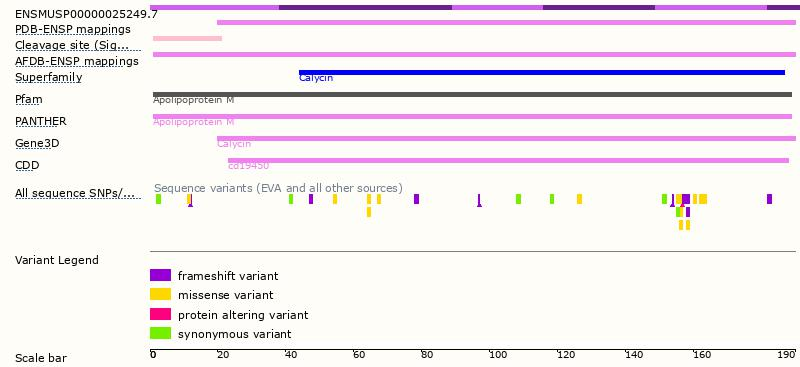 ENSMUSP00000025249.7
PDB-ENSP mappings
Cleavage site (Sig...
AFDB-ENSP mappings
Superfamily
Calycin
Pfam
Apolipoprotein M
PANTHER
Apolipoprotein M
Gene3D
Calycin
CDD
cd19450
All sequence SNPs/...
Sequence variants (EVA and all other sources)
Variant Legend
frameshift variant
missense variant
protein altering variant
synonymous variant
Scale bar
0 20 40 60 80 100 120 140 160 190